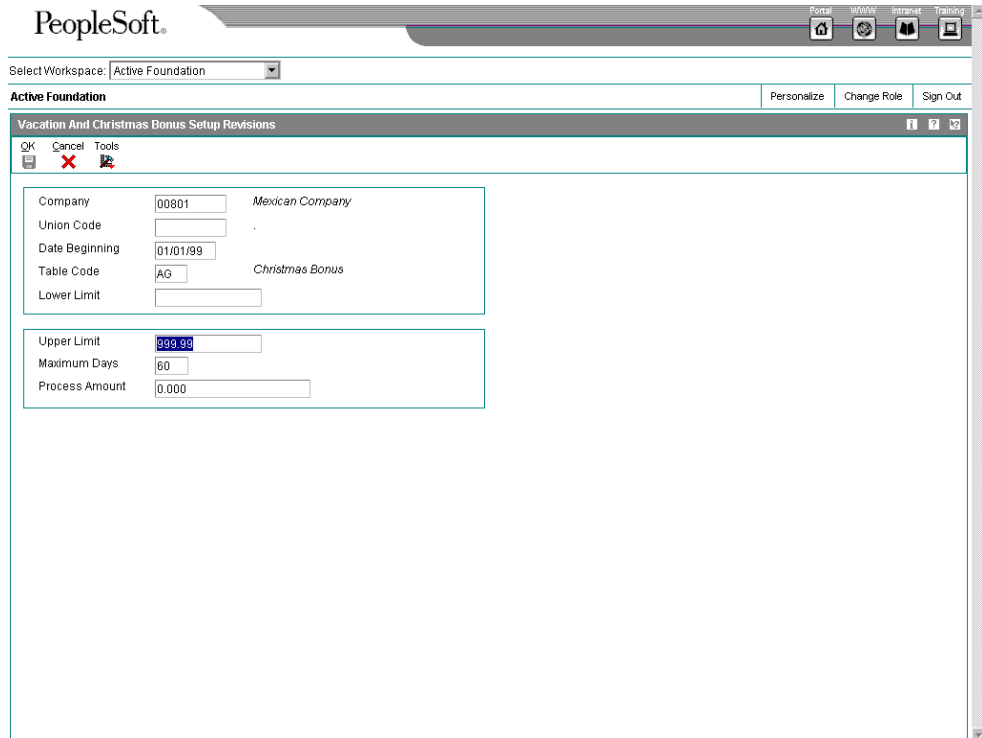 PeopleSoft.
Portal WWW Intranet Training
Select Workspace: Active Foundation
Active Foundation Personalize Change Role Sign Out
Vacation And Christmas Bonus Setup Revisions
OK Cancel Tools
Company 00801 Mexican Company
Union Code .
Date Beginning 01/01/99
Table Code AG Christmas Bonus
Lower Limit
Upper Limit 999.99
Maximum Days 60
Process Amount 0.000